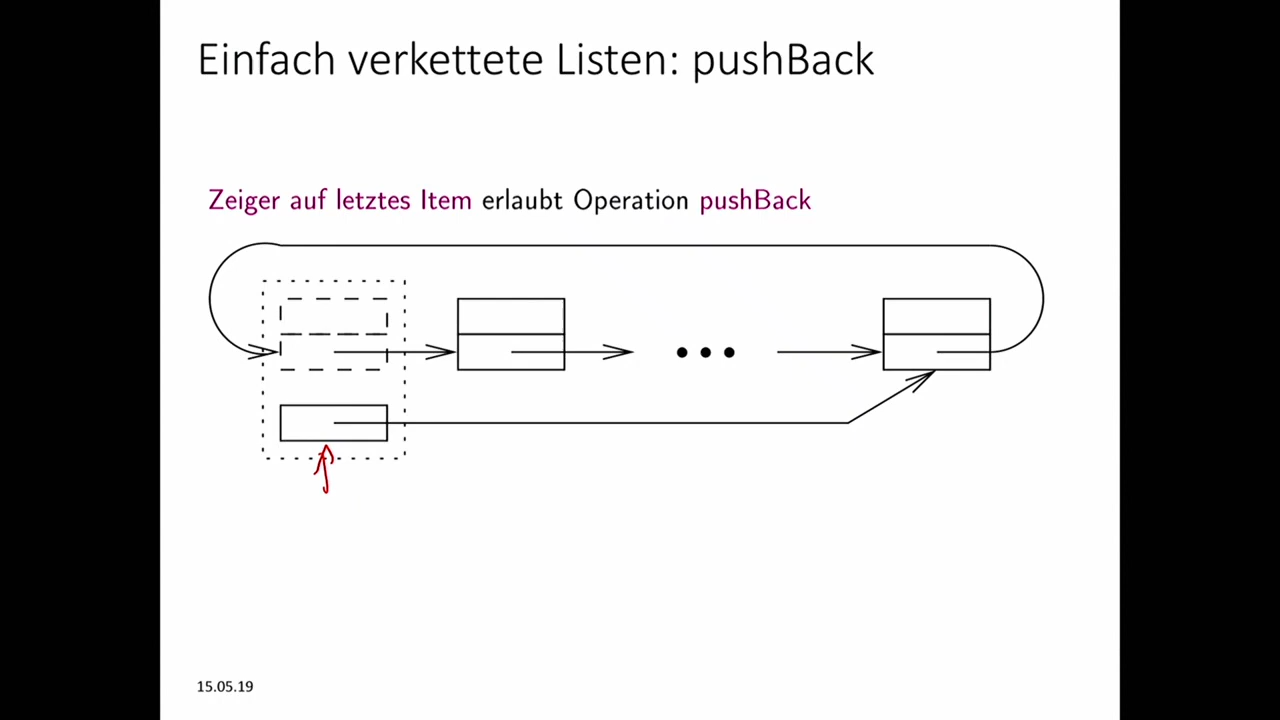 Einfach verkettete Listen: pushBack
Zeiger auf letztes Item erlaubt Operation pushBack
15.05.19